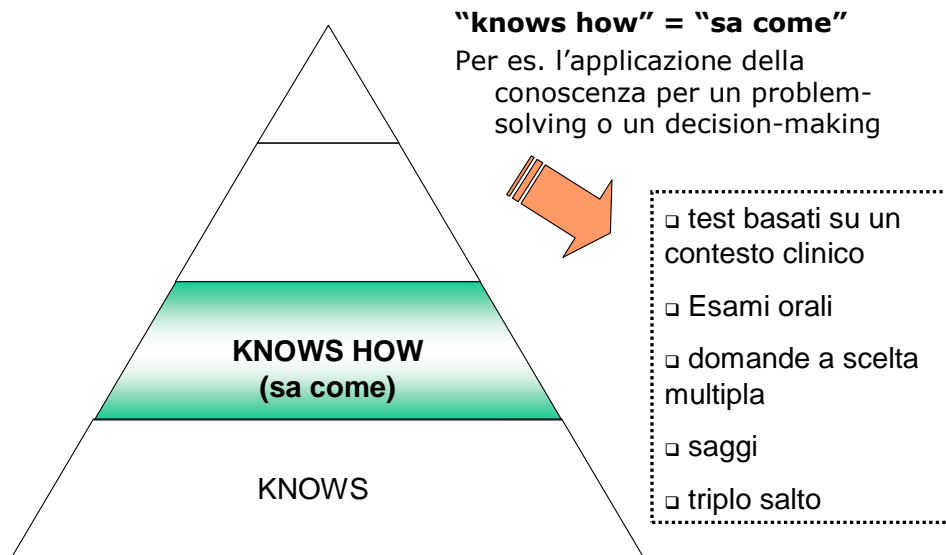 “knows how” = “sa come”
Per es. l’applicazione della
conoscenza per un problem-
solving o un decision-making
❑ test basati su un
contesto clinico
❑ Esami orali
❑ domande a scelta
multipla
❑ saggi
❑ triplo salto
KNOWS HOW
(sa come)
KNOWS